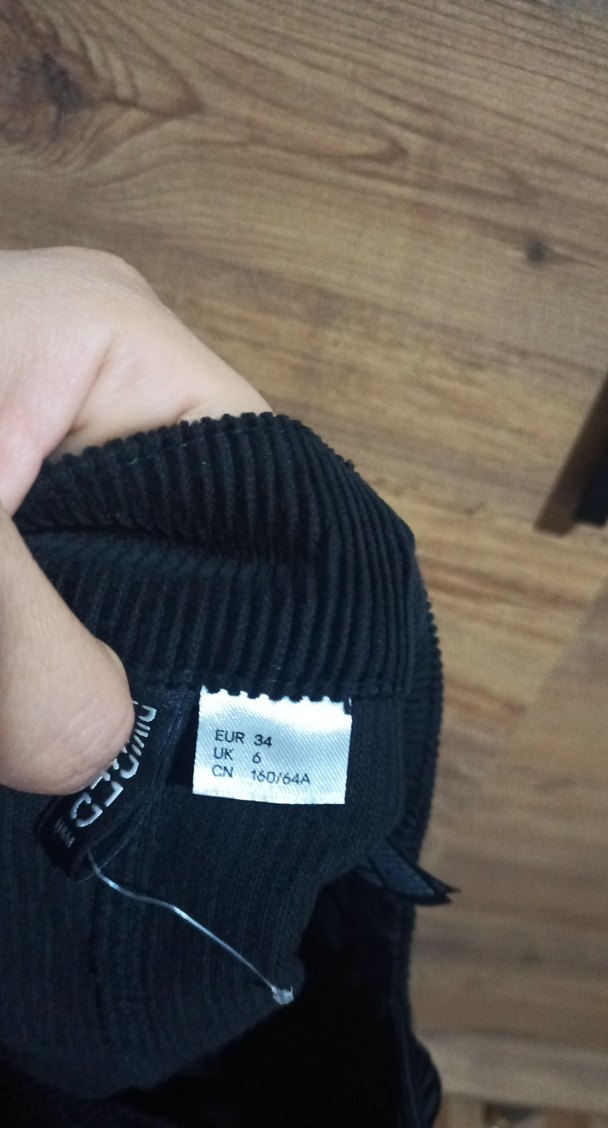 EUR 34
UK 6
CN 160/64A
DIVIDED